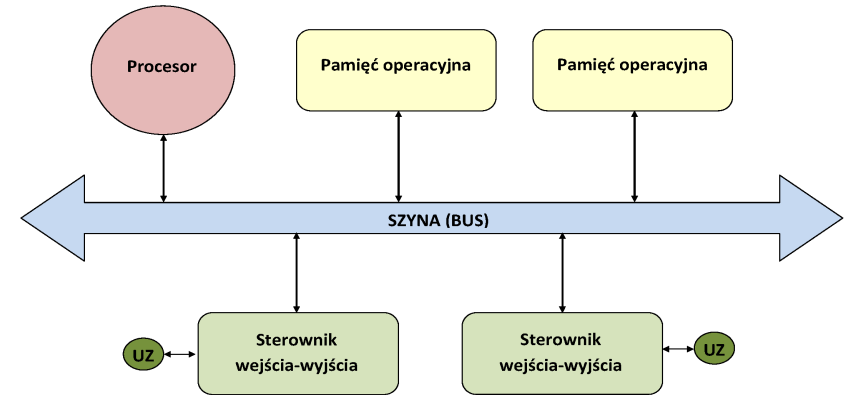 Procesor
Pamięć operacyjna
Pamięć operacyjna
SZYNA (BUS)
Sterownik
wejścia-wyjścia
UZ
Sterownik
wejścia-wyjścia
UZ